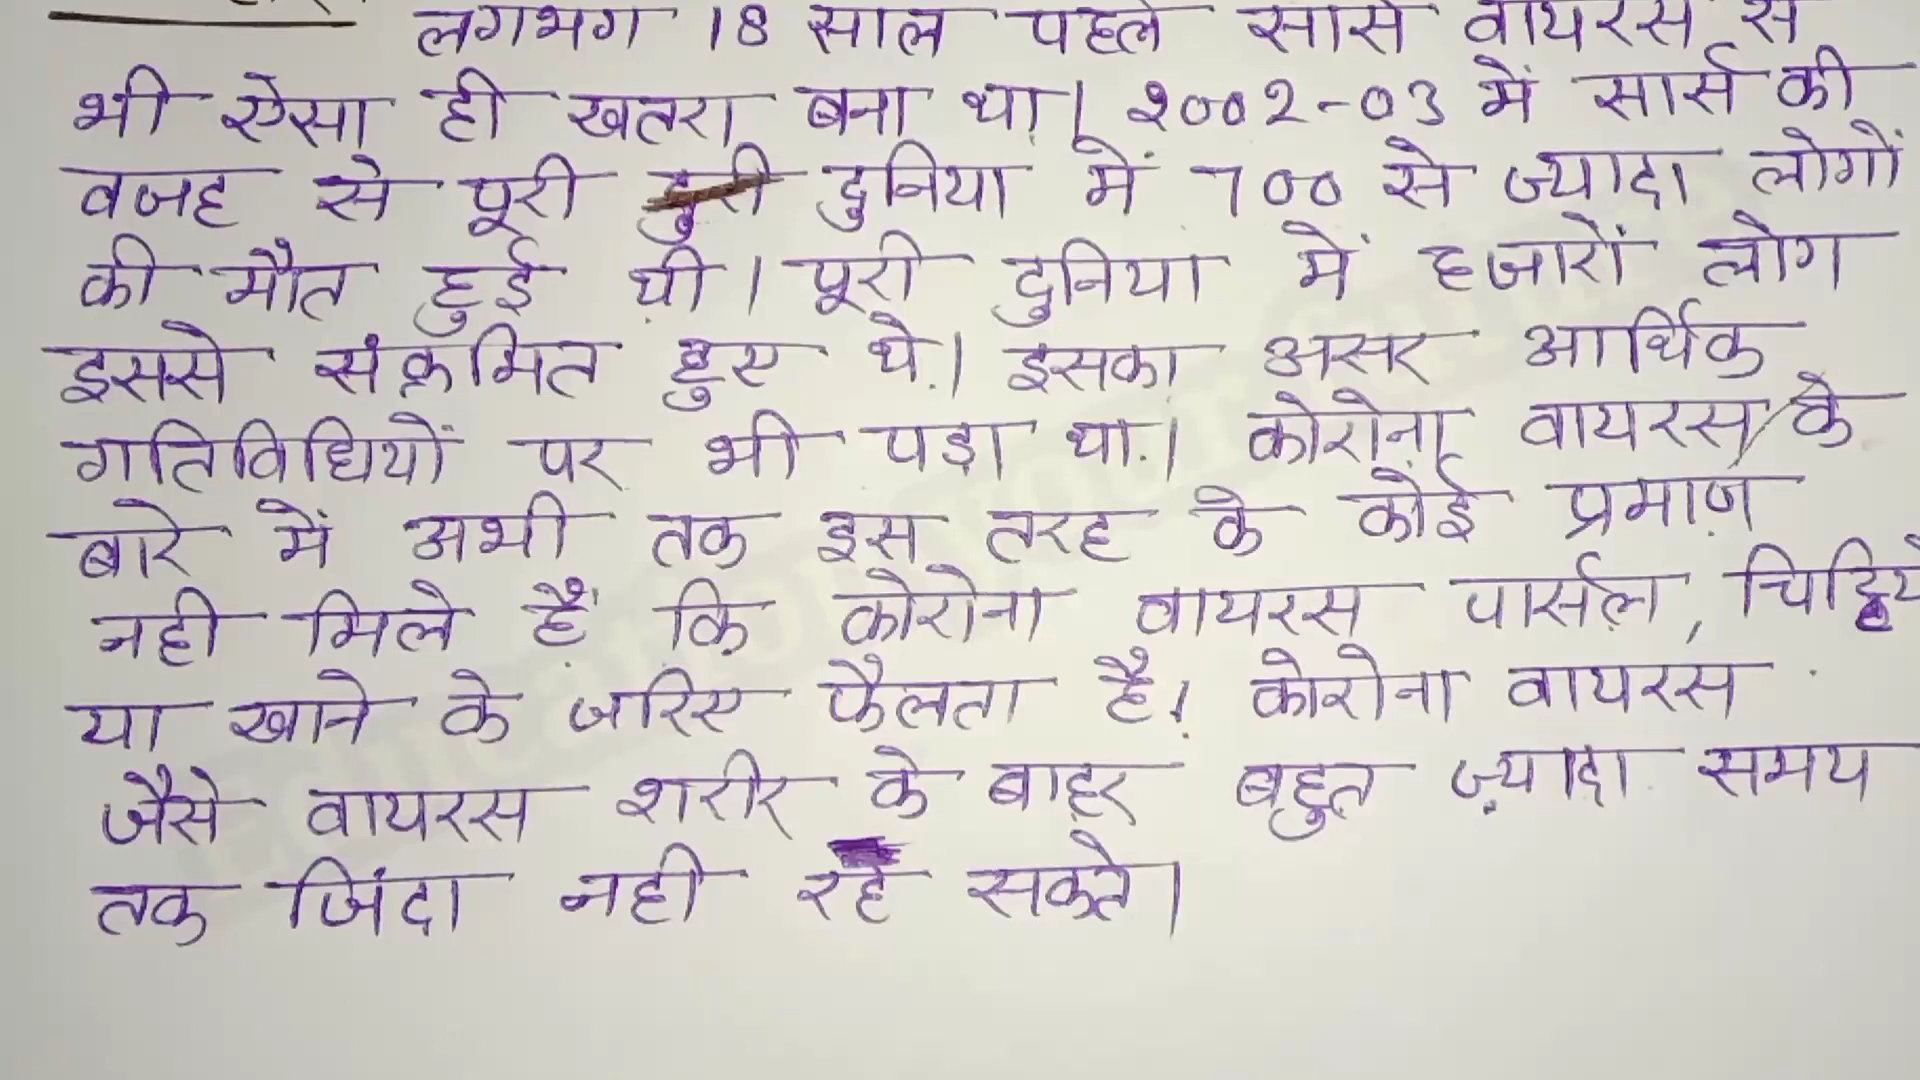 लगभग 18 साल पहले सार्स वायरस से
भी ऐसा ही खतरा बना था। 2002-03 में सार्स की
वजह से पूरी दुनिया में 700 से ज्यादा लोगों
की मौत हुई थी। पूरी दुनिया में हजारों लोग
इससे संक्रमित हुए थे। इसका असर आर्थिक
गतिविधियों पर भी पड़ा था। कोरोना वायरस के
बारे में अभी तक इस तरह के कोई प्रमाण
नही मिले हैं कि कोरोना वायरस पार्सल,
या खाने के जरिए फैलता है। कोरोना वायरस
जैसे वायरस शरीर के बाहर बहुत ज़्यादा समय
तक जिंदा नही रह सकते।